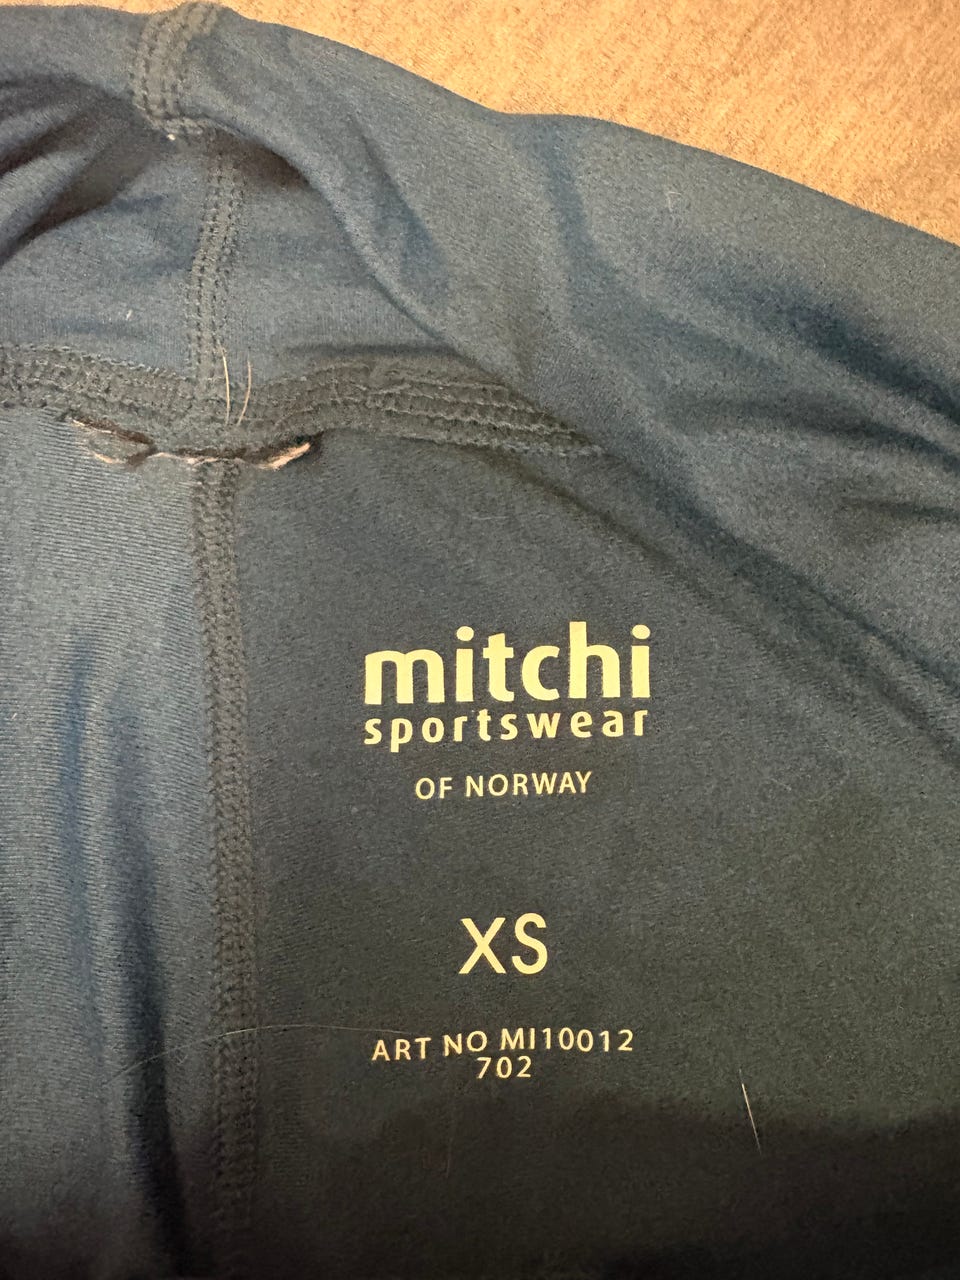 mitchi
sportswear
OF NORWAY
XS
ART NO MI10012
702